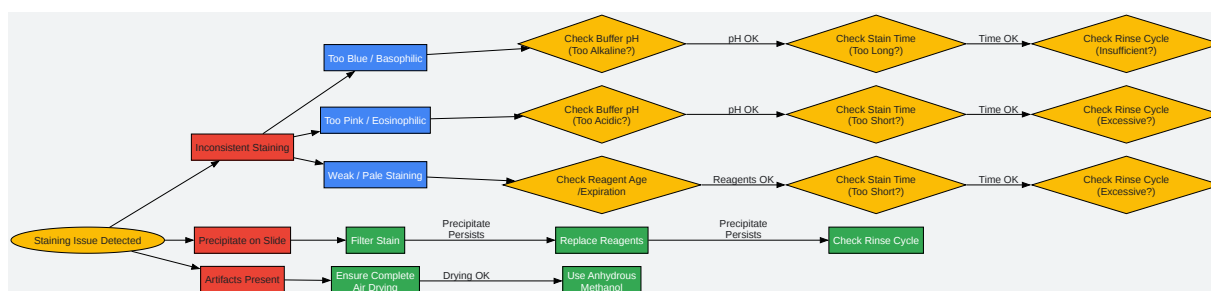 Too Blue / Basophilic
Check Buffer pH
(Too Alkaline?)
pH OK
Check Stain Time
(Too Long?)
Time OK
Check Rinse Cycle
(Insufficient?)
Too Pink / Eosinophilic
Check Buffer pH
(Too Acidic?)
pH OK
Check Stain Time
(Too Short?)
Time OK
Check Rinse Cycle
(Excessive?)
Inconsistent Staining
Weak / Pale Staining
Check Reagent Age
/Expiration
Reagents OK
Check Stain Time
(Too Short?)
Time OK
Check Rinse Cycle
(Excessive?)
Staining Issue Detected
Precipitate on Slide
Filter Stain
Precipitate
Persists
Replace Reagents
Precipitate
Persists
Check Rinse Cycle
Artifacts Present
Ensure Complete
Air Drying
Drying OK
Use Anhydrous
Methanol